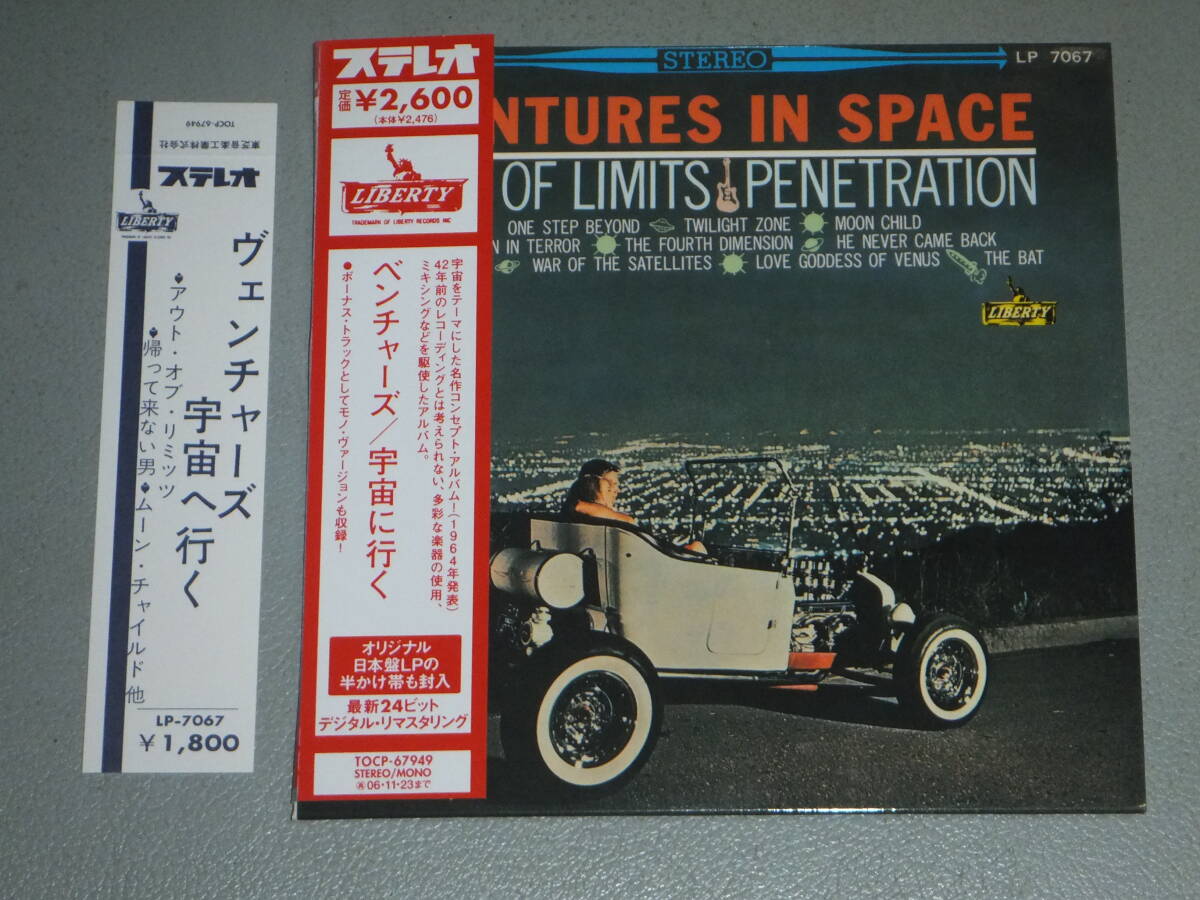 TOCP-67949
東芝音楽工業株式会社
ステレオ
LIBERTY
ヴェンチャーズ
宇宙へ行く
アウト・オブ・リミッツ
帰って来ない男 ムーン・チャイルド 他
LP-7067
¥1,800
ステレオ
定価 ¥2,600
(本体¥2,476)
LIBERTY
TRADEMARK OF LIBERTY RECORDS INC
宇宙をテーマにした名作コンセプト・アルバム!(1964年発表)
42年前のレコーディングとは考えられない、多彩な楽器の使用、
ミキシングなどを駆使したアルバム。
ベンチャーズ/宇宙に行く
●ボーナス・トラックとしてモノ・ヴァージョンも収録!
オリジナル
日本盤LPの
半かけ帯も封入
最新24ビット
デジタル・リマスタリング
TOCP-67949
STEREO/MONO
06・11・23まで
STEREO
LP 7067
NTURES IN SPACE
OF LIMITS PENETRATION
ONE STEP BEYOND TWILIGHT ZONE MOON CHILD
N IN TERROR THE FOURTH DIMENSION HE NEVER CAME BACK
WAR OF THE SATELLITES LOVE GODDESS OF VENUS THE BAT
LIBERTY